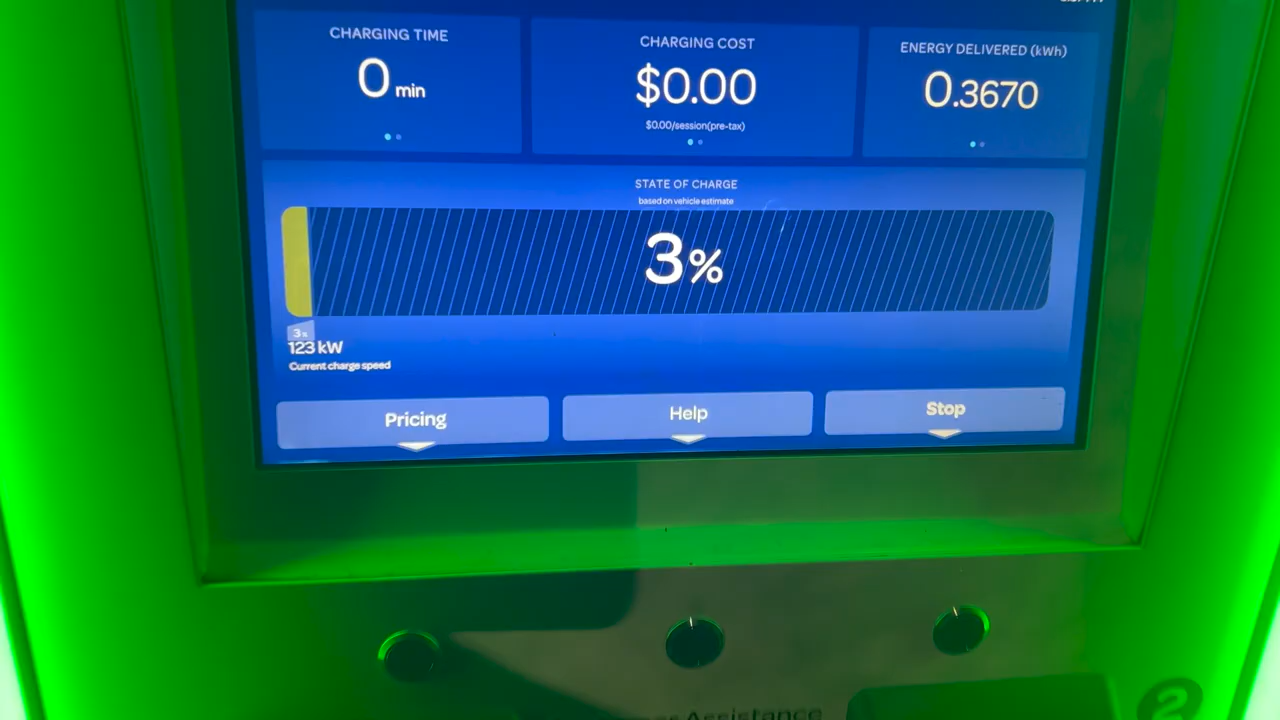 CHARGING TIME
0 min
CHARGING COST
$0.00
$0.00/session(pre-tax)
ENERGY DELIVERED (kWh)
0.3670
STATE OF CHARGE
based on vehicle estimate
3%
3%
123 kW
Current charge speed
Pricing
Help
Stop
Assistance
2